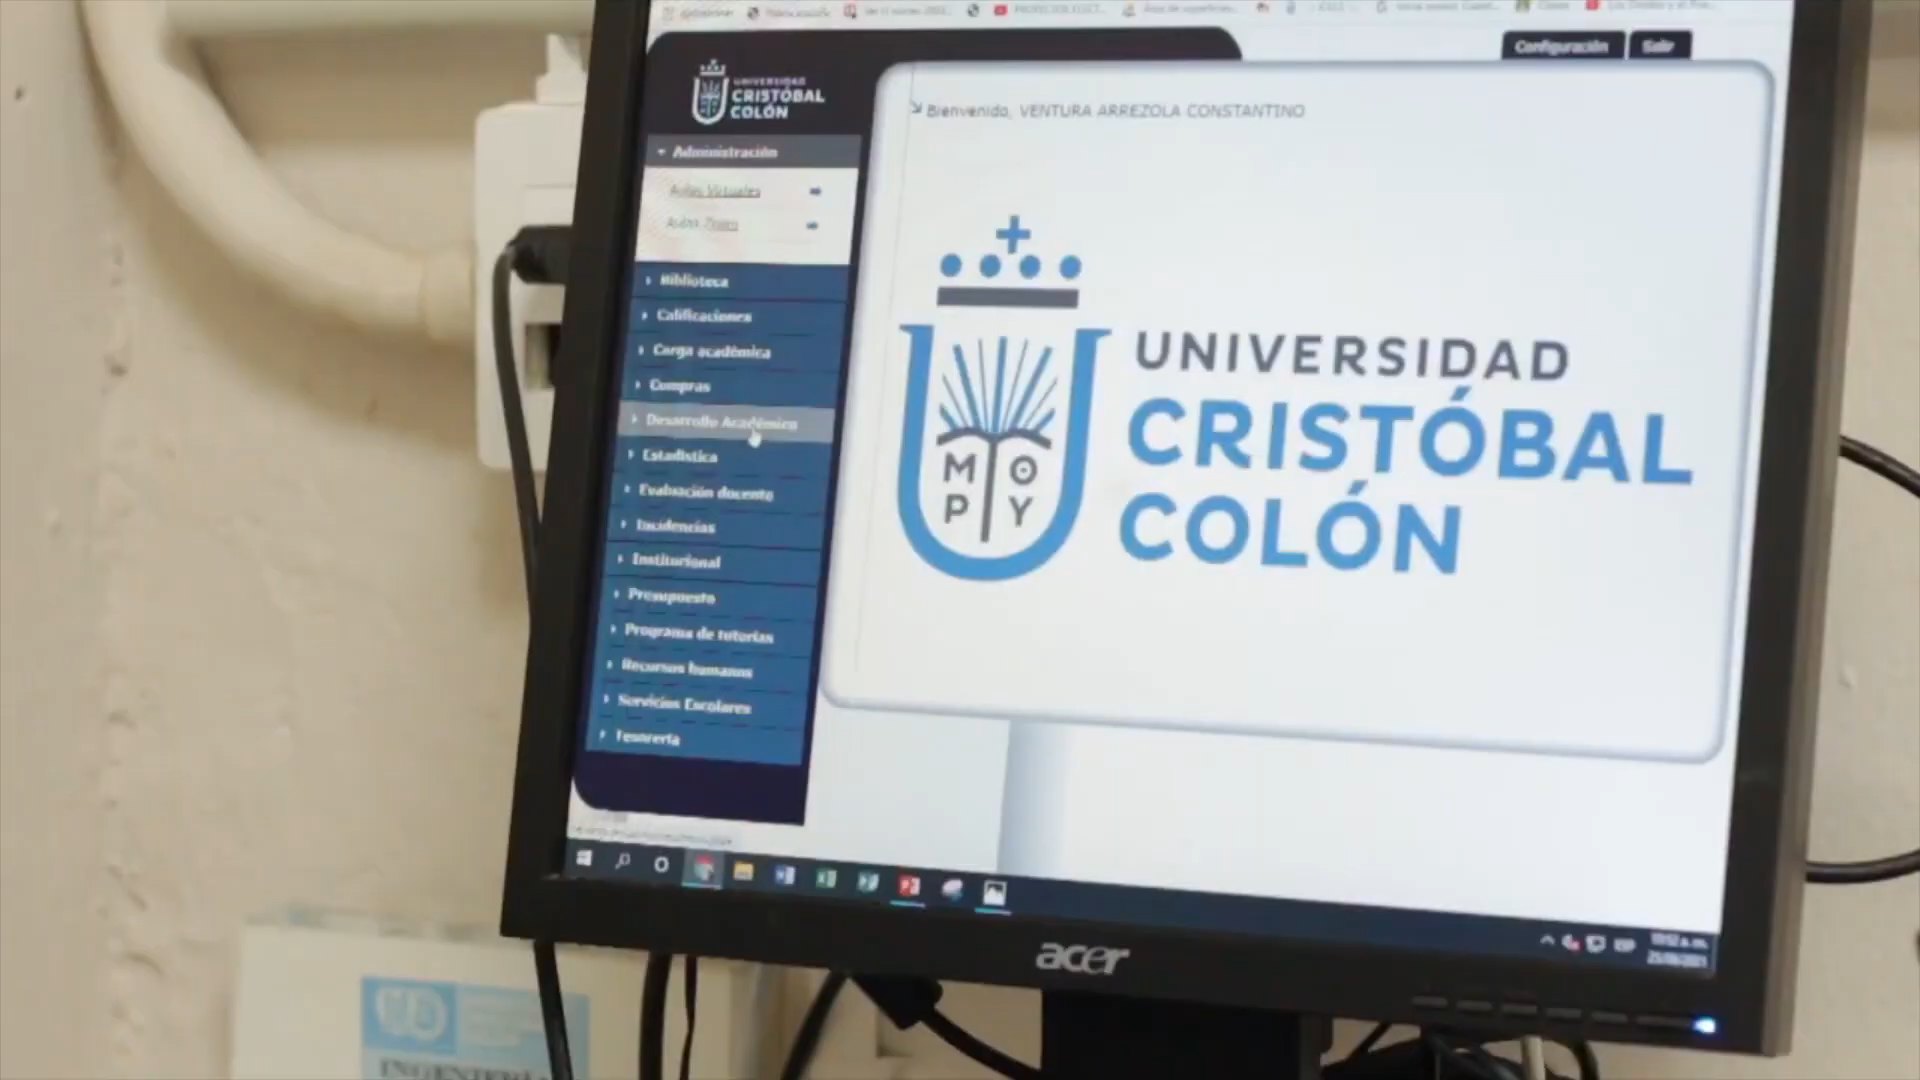 Configuración Salir
UNIVERSIDAD
CRISTÓBAL
COLÓN
Bienvenido, VENTURA ARREZOLA CONSTANTINO
Administración
Aulas Virtuales
Aulas Zoom
Biblioteca
Calificaciones
Carga académica
Compras
Desarrollo Académico
Estadística
Evaluación docente
Incidencias
Institucional
Presupuesto
Programa de tutorías
Recursos humanos
Servicios Escolares
Tesorería
UNIVERSIDAD
CRISTÓBAL
COLÓN
M O
P Y
ESP
acer